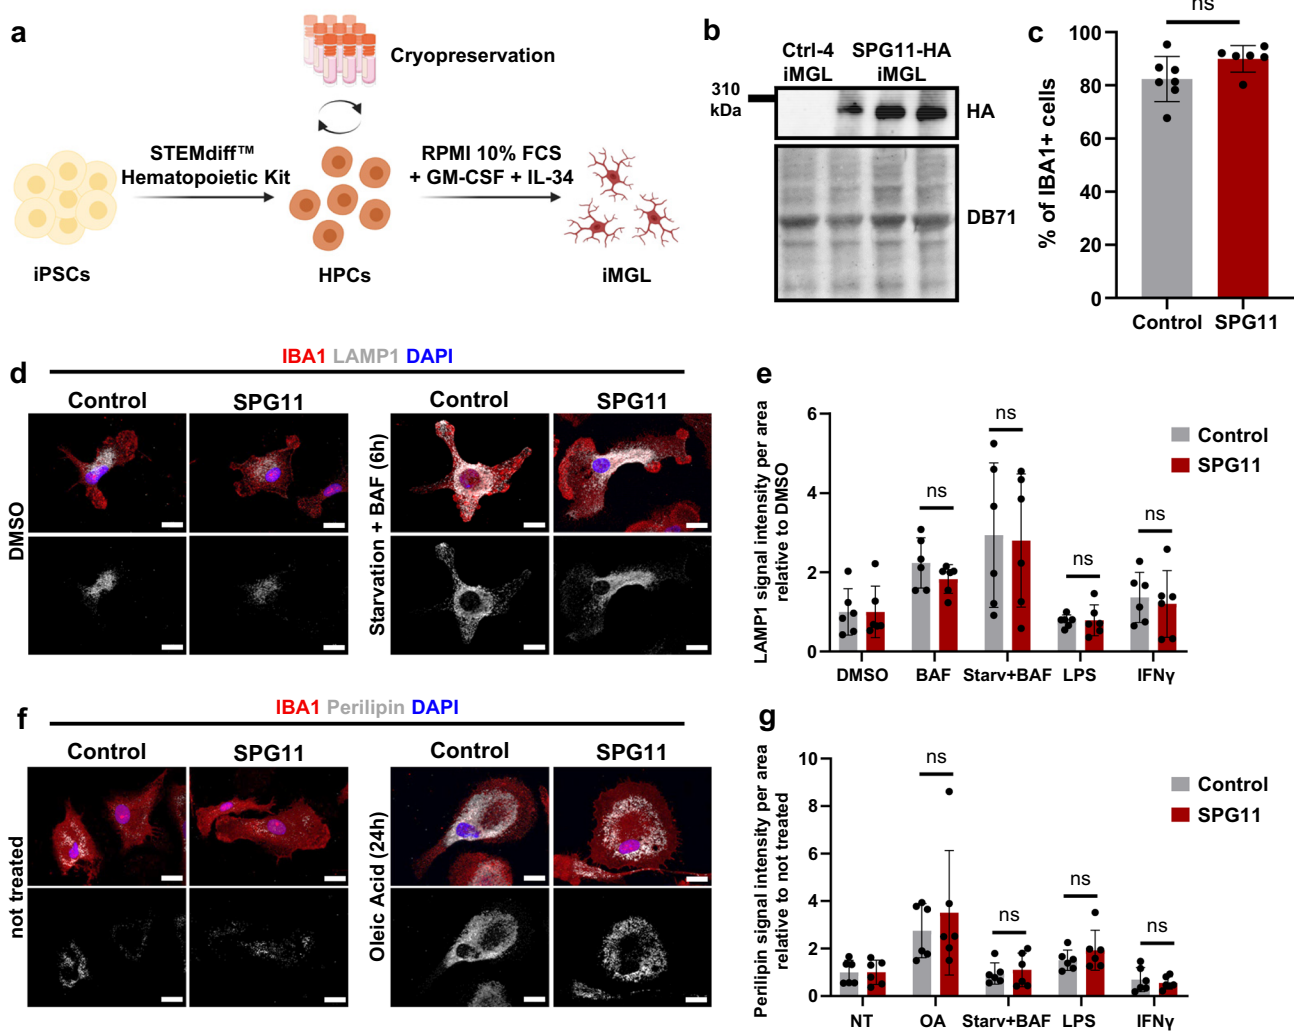 a
Cryopreservation
STEMdiff™
Hematopoietic Kit
RPMI 10% FCS
+ GM-CSF + IL-34
iPSCs
HPCs
iMGL
b
Ctrl-4
iMGL
SPG11-HA
iMGL
310
kDa
HA
DB71
c
ns
% of IBA1+ cells
100
80
60
40
20
0
Control
SPG11
d
IBA1 LAMP1 DAPI
Control
SPG11
Control
SPG11
DMSO
Starvation + BAF (6h)
e
LAMP1 signal intensity per area
relative to DMSO
6
4
2
0
ns
ns
ns
ns
Control
SPG11
DMSO
BAF
Starv+BAF
LPS
IFNγ
f
IBA1 Perilipin DAPI
Control
SPG11
Control
SPG11
not treated
Oleic Acid (24h)
g
Perilipin signal intensity per area
relative to not treated
10
8
6
4
2
0
ns
ns
ns
ns
Control
SPG11
NT
OA
Starv+BAF
LPS
IFNγ